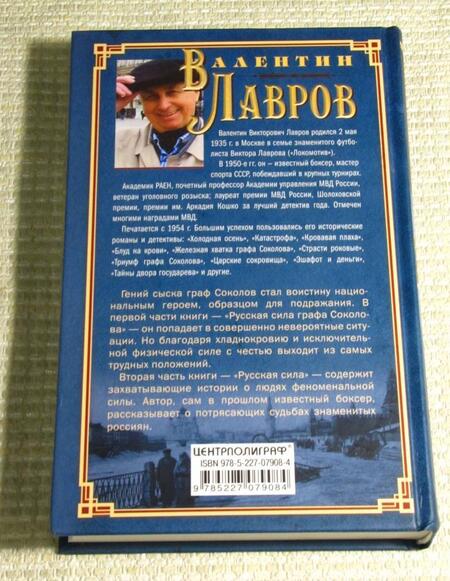 ВАЛЕНТИН
ЛАВРОВ
Валентин Викторович Лавров родился 2 мая
1935 г. в Москве в семье знаменитого футбо-
листа Виктора Лаврова («Локомотив»).
В 1950-е гг. он — известный боксер, мастер
спорта СССР, побеждавший в крупных турнирах.
Академик РАЕН, почетный профессор Академии управления МВД России,
ветеран уголовного розыска; лауреат премии МВД России, Шолоховской
премии, премии им. Аркадия Кошко за лучший детектив года. Отмечен
многими наградами МВД.
Печатается с 1954 г. Большим успехом пользовались его исторические
романы и детективы: «Холодная осень», «Катастрофа», «Кровавая плаха»,
«Блуд на крови», «Железная хватка графа Соколова», «Страсти роковые»,
«Триумф графа Соколова», «Царские сокровища», «Эшафот и деньги»,
«Тайны двора государева» и другие.
Гений сыска граф Соколов стал воистину нацио-
нальным героем, образцом для подражания. В
первой части книги — «Русская сила графа Соколо-
ва» — он попадает в совершенно невероятные ситу-
ации. Но благодаря хладнокровию и исключитель-
ной физической силе с честью выходит из самых
трудных положений.
Вторая часть книги — «Русская сила» — содержит
захватывающие истории о людях феноменальной
силы. Автор, сам в прошлом известный боксер,
рассказывает о потрясающих судьбах знаменитых
россиян.
ЦЕНТРПОЛИГРАФ®
ISBN 978-5-227-07908-4
9 785227 079084